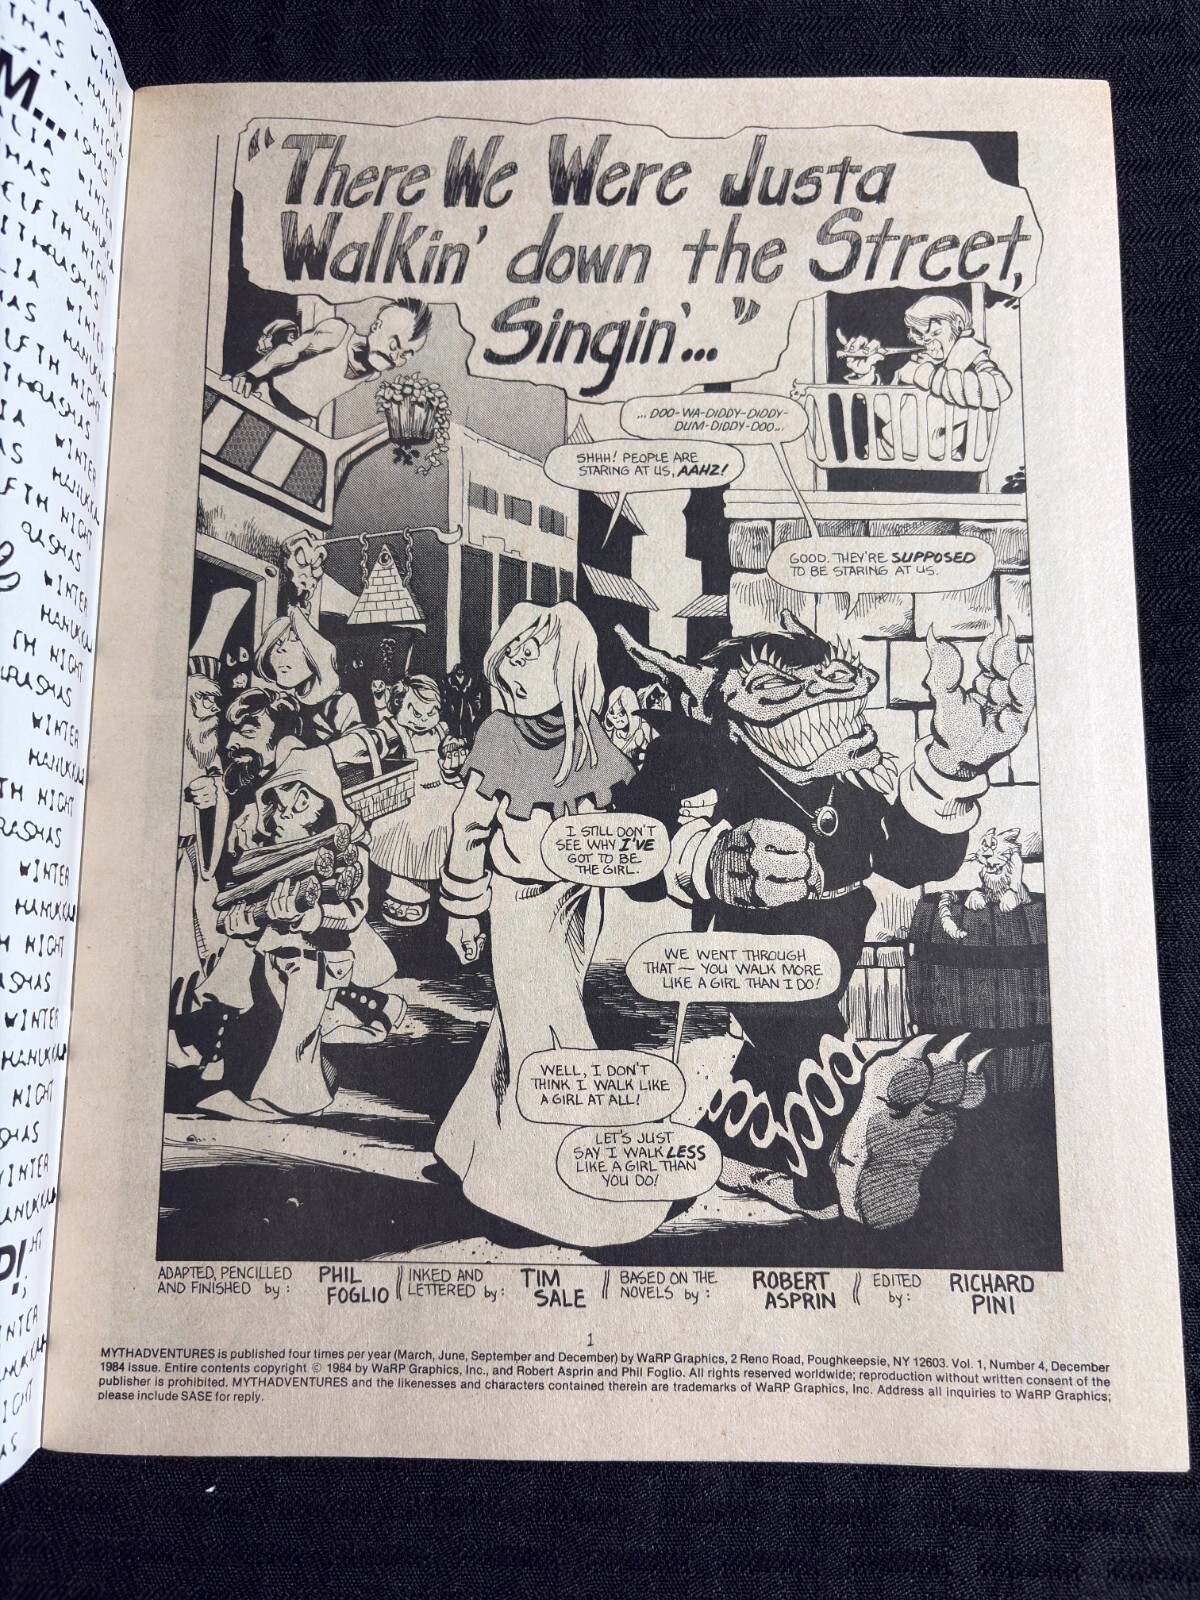 "There We Were Justa
Walkin' down the Street,
Singin'..."
...DOO-WA-DIDDY-DIDDY-
DUM-DIDDY-DOO...
SHHH! PEOPLE ARE
STARING AT US, AAHZ!
GOOD. THEY'RE SUPPOSED
TO BE STARING AT US.
I STILL DON'T
SEE WHY I'VE
GOT TO BE
THE GIRL.
WE WENT THROUGH
THAT — YOU WALK MORE
LIKE A GIRL THAN I DO!
WELL, I DON'T
THINK I WALK LIKE
A GIRL AT ALL!
LET'S JUST
SAY I WALK LESS
LIKE A GIRL THAN
YOU DO!
ADAPTED, PENCILLED
AND FINISHED by:
PHIL
FOGLIO
INKED AND
LETTERED by:
TIM
SALE
BASED ON THE
NOVELS by:
ROBERT
ASPRIN
EDITED
by:
RICHARD
PINI
1
MYTHADVENTURES is published four times per year (March, June, September and December) by WaRP Graphics, 2 Reno Road, Poughkeepsie, NY 12603. Vol. 1, Number 4, December
1984 issue. Entire contents copyright © 1984 by WaRP Graphics, Inc., and Robert Asprin and Phil Foglio. All rights reserved worldwide; reproduction without written consent of the
publisher is prohibited. MYTHADVENTURES and the likenesses and characters contained therein are trademarks of WaRP Graphics, Inc. Address all inquiries to WaRP Graphics;
please include SASE for reply.